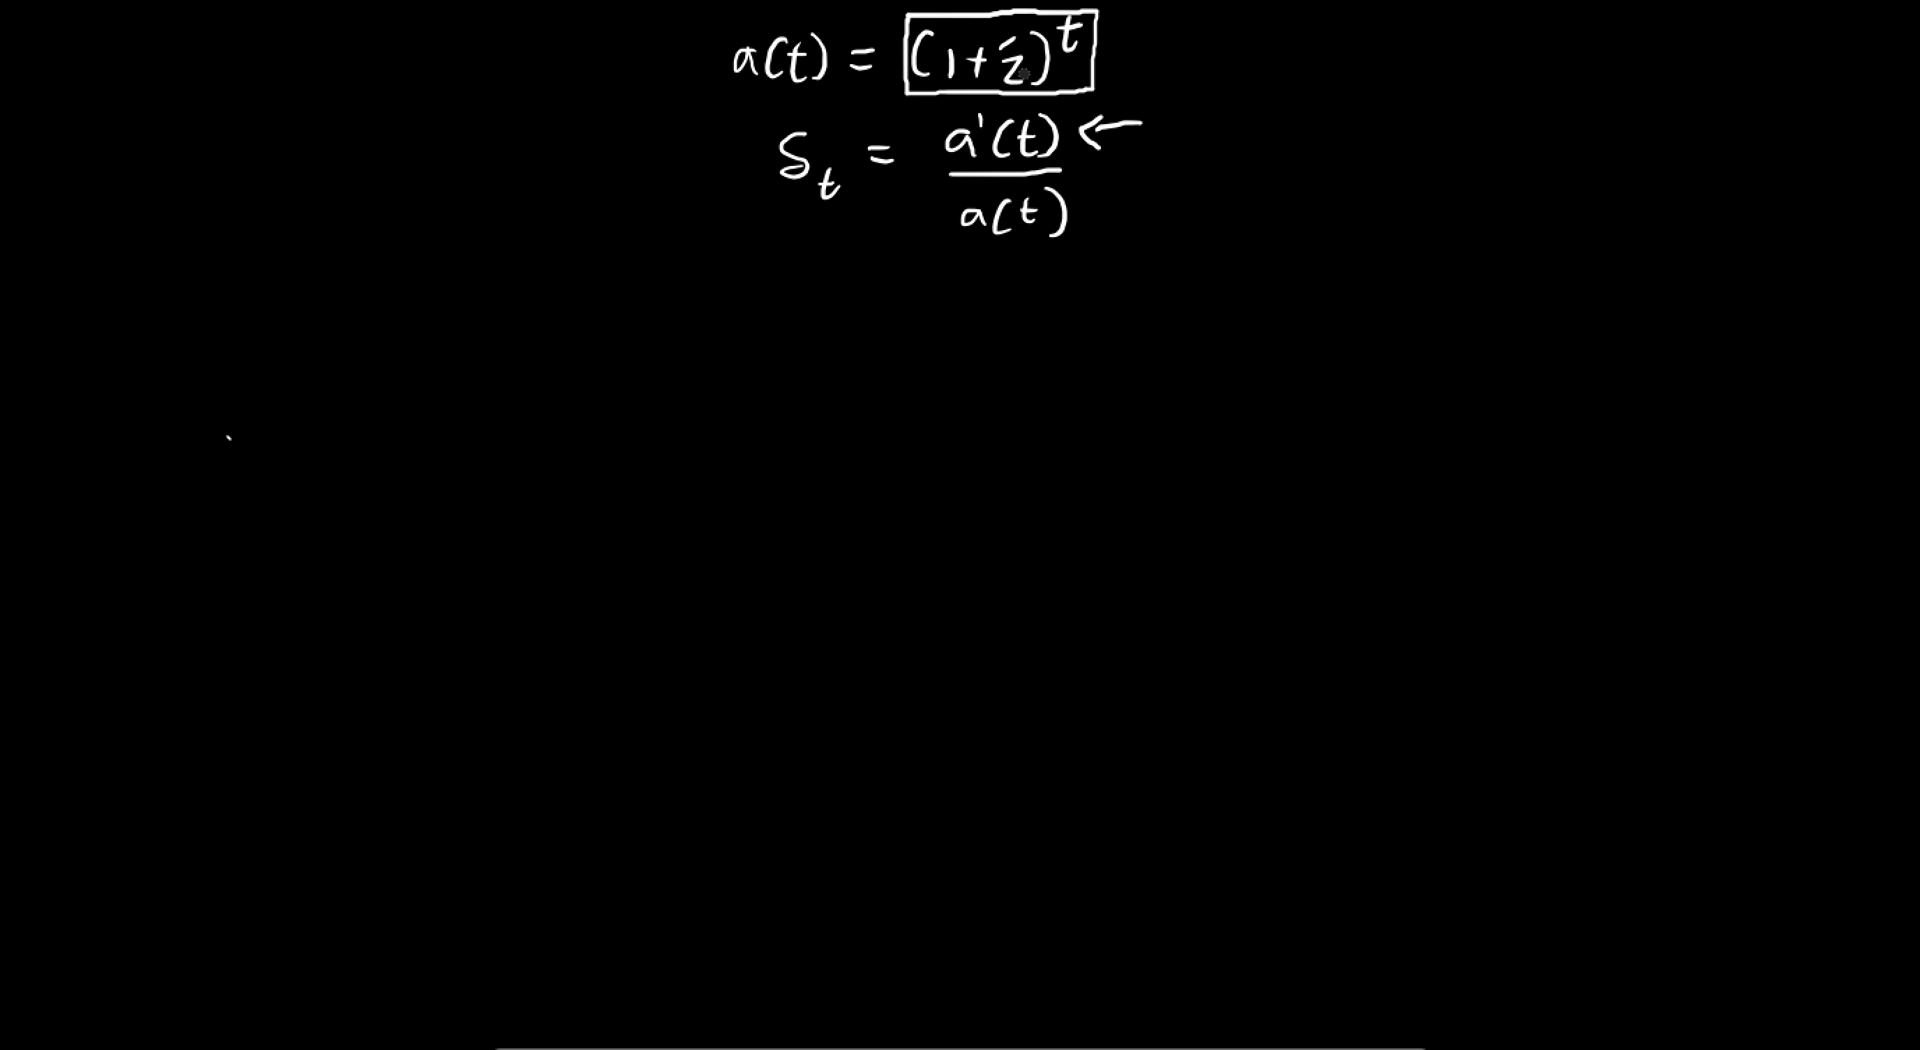 a(t) = (1+i)^t
δ_t = a'(t) ←
a(t)